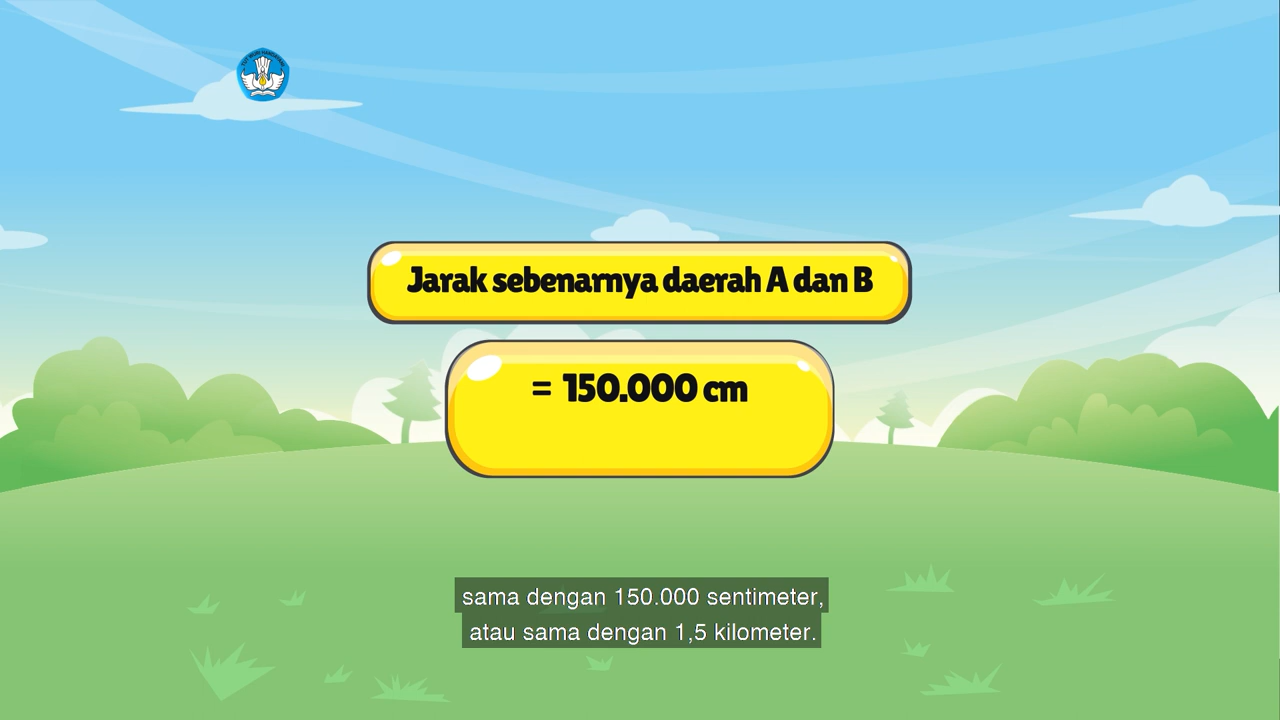 Jarak sebenarnya daerah A dan B
= 150.000 cm
sama dengan 150.000 sentimeter,
atau sama dengan 1,5 kilometer.